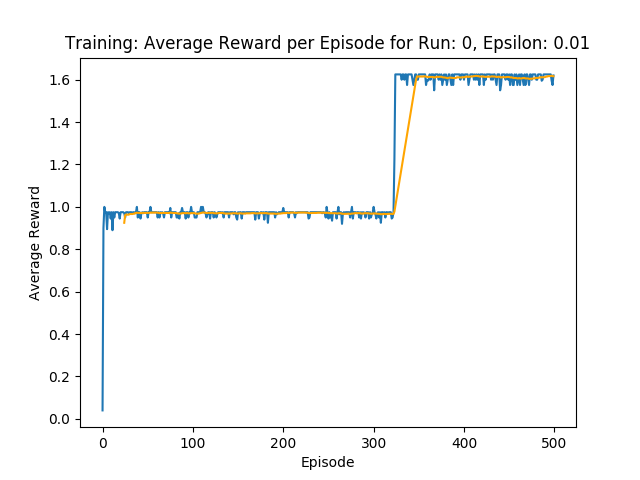 Training: Average Reward per Episode for Run: 0, Epsilon: 0.01
1.6
1.4
1.2
1.0
0.8
0.6
0.4
0.2
0.0
Average Reward
0 100 200 300 400 500
Episode